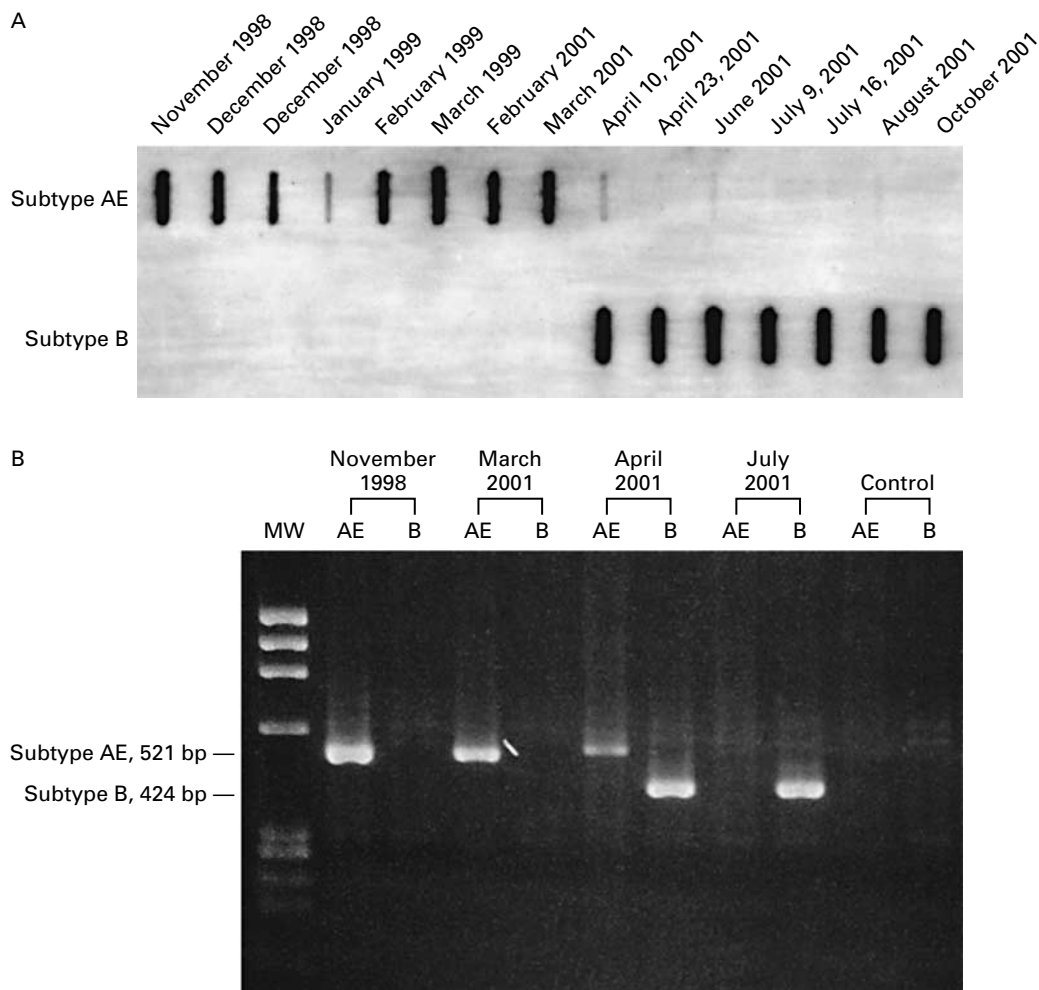 A
November 1998
December 1998
December 1998
January 1999
February 1999
March 1999
February 2001
March 2001
April 10, 2001
April 23, 2001
June 2001
July 9, 2001
July 16, 2001
August 2001
October 2001
Subtype AE
Subtype B
B
November
1998
March
2001
April
2001
July
2001
Control
MW
AE
B
AE
B
AE
B
AE
B
AE
B
Subtype AE, 521 bp
Subtype B, 424 bp